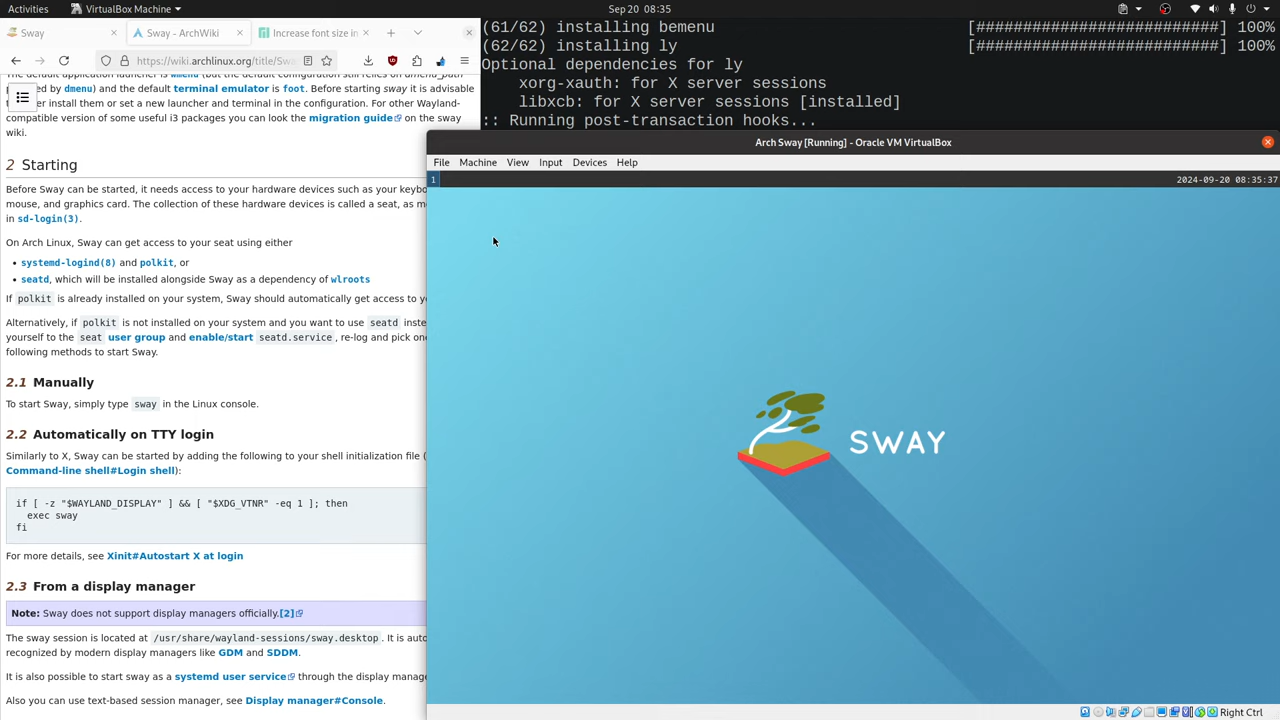 Activities
VirtualBox Machine
Sep 20 08:35
Sway
Sway - ArchWiki
Increase font size in
https://wiki.archlinux.org/title/Swa
The default application launcher is wmenu (but the default configuration still relies on dmenu_path
by dmenu) and the default terminal emulator is foot. Before starting sway it is advisable
install them or set a new launcher and terminal in the configuration. For other Wayland-
compatible version of some useful i3 packages you can look the migration guide on the sway
wiki.
2 Starting
Before Sway can be started, it needs access to your hardware devices such as your keybo
mouse, and graphics card. The collection of these hardware devices is called a seat, as m
in sd-login(3).
On Arch Linux, Sway can get access to your seat using either
• systemd-logind(8) and polkit, or
• seatd, which will be installed alongside Sway as a dependency of wlroots
If polkit is already installed on your system, Sway should automatically get access to y
Alternatively, if polkit is not installed on your system and you want to use seatd inste
yourself to the seat user group and enable/start seatd.service, re-log and pick one
following methods to start Sway.
2.1 Manually
To start Sway, simply type sway in the Linux console.
2.2 Automatically on TTY login
Similarly to X, Sway can be started by adding the following to your shell initialization file (
Command-line shell#Login shell):
if [ -z "$WAYLAND_DISPLAY" ] && [ "$XDG_VTNR" -eq 1 ]; then
exec sway
fi
For more details, see Xinit#Autostart X at login
2.3 From a display manager
Note: Sway does not support display managers officially.[2]
The sway session is located at /usr/share/wayland-sessions/sway.desktop. It is auto
recognized by modern display managers like GDM and SDDM.
It is also possible to start sway as a systemd user service through the display manage
Also you can use text-based session manager, see Display manager#Console.
(61/62) installing bemenu [###########################] 100%
(62/62) installing ly [###########################] 100%
Optional dependencies for ly
xorg-xauth: for X server sessions
libxcb: for X server sessions [installed]
:: Running post-transaction hooks...
Arch Sway [Running] - Oracle VM VirtualBox
File Machine View Input Devices Help
1
2024-09-20 08:35:37
SWAY
Right Ctrl